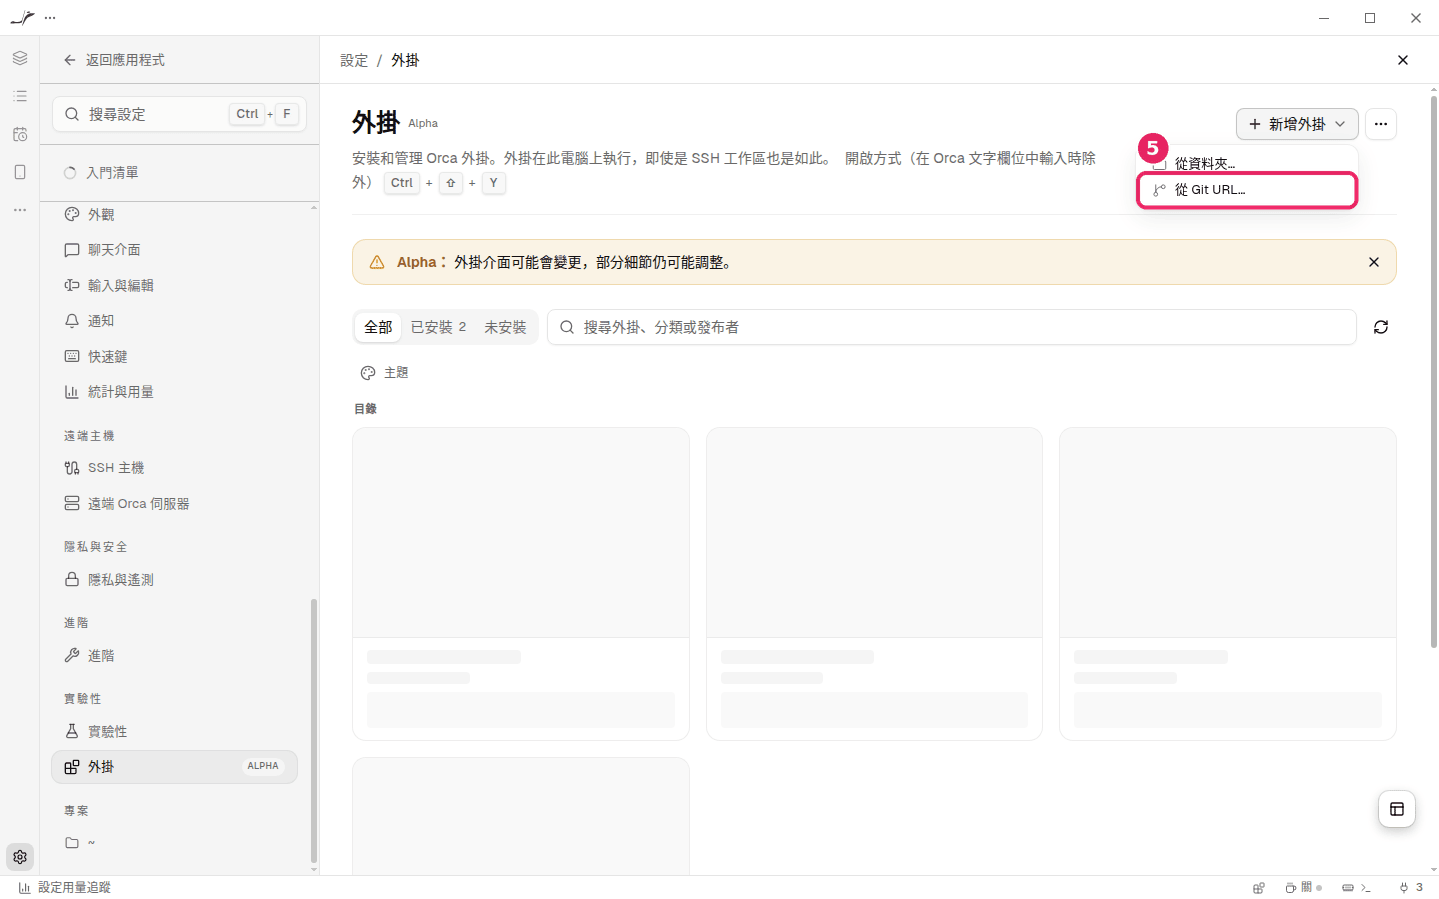 返回應用程式
設定 / 外掛
搜尋設定 Ctrl + F
入門清單
外觀
聊天介面
輸入與編輯
通知
快速鍵
統計與用量
遠端主機
SSH 主機
遠端 Orca 伺服器
隱私與安全
隱私與遙測
進階
進階
實驗性
實驗性
外掛 ALPHA
專案
~
外掛 Alpha
新增外掛
安裝和管理 Orca 外掛。外掛在此電腦上執行，即使是 SSH 工作區也是如此。 開啟方式（在 Orca 文字欄位中輸入時除
外） Ctrl + ⇧ + Y
5
從資料夾...
從 Git URL...
Alpha： 外掛介面可能會變更，部分細節仍可能調整。
全部 已安裝 2 未安裝
搜尋外掛、分類或發布者
主題
目錄
設定用量追蹤
關
3